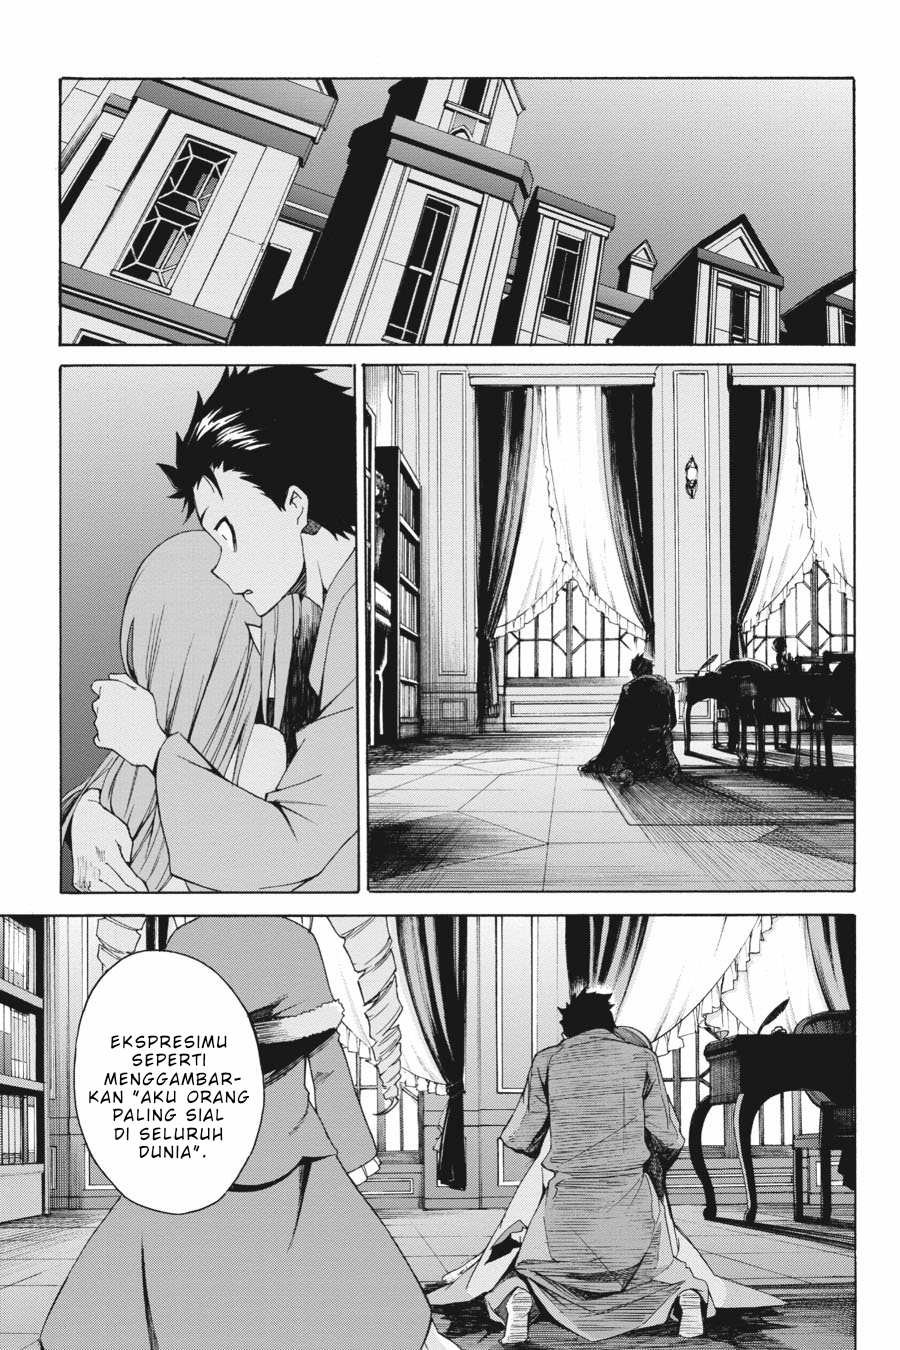 EKSPRESIMU
SEPERTI
MENGGAMBAR-
KAN "AKU ORANG
PALING SIAL
DI SELURUH
DUNIA".